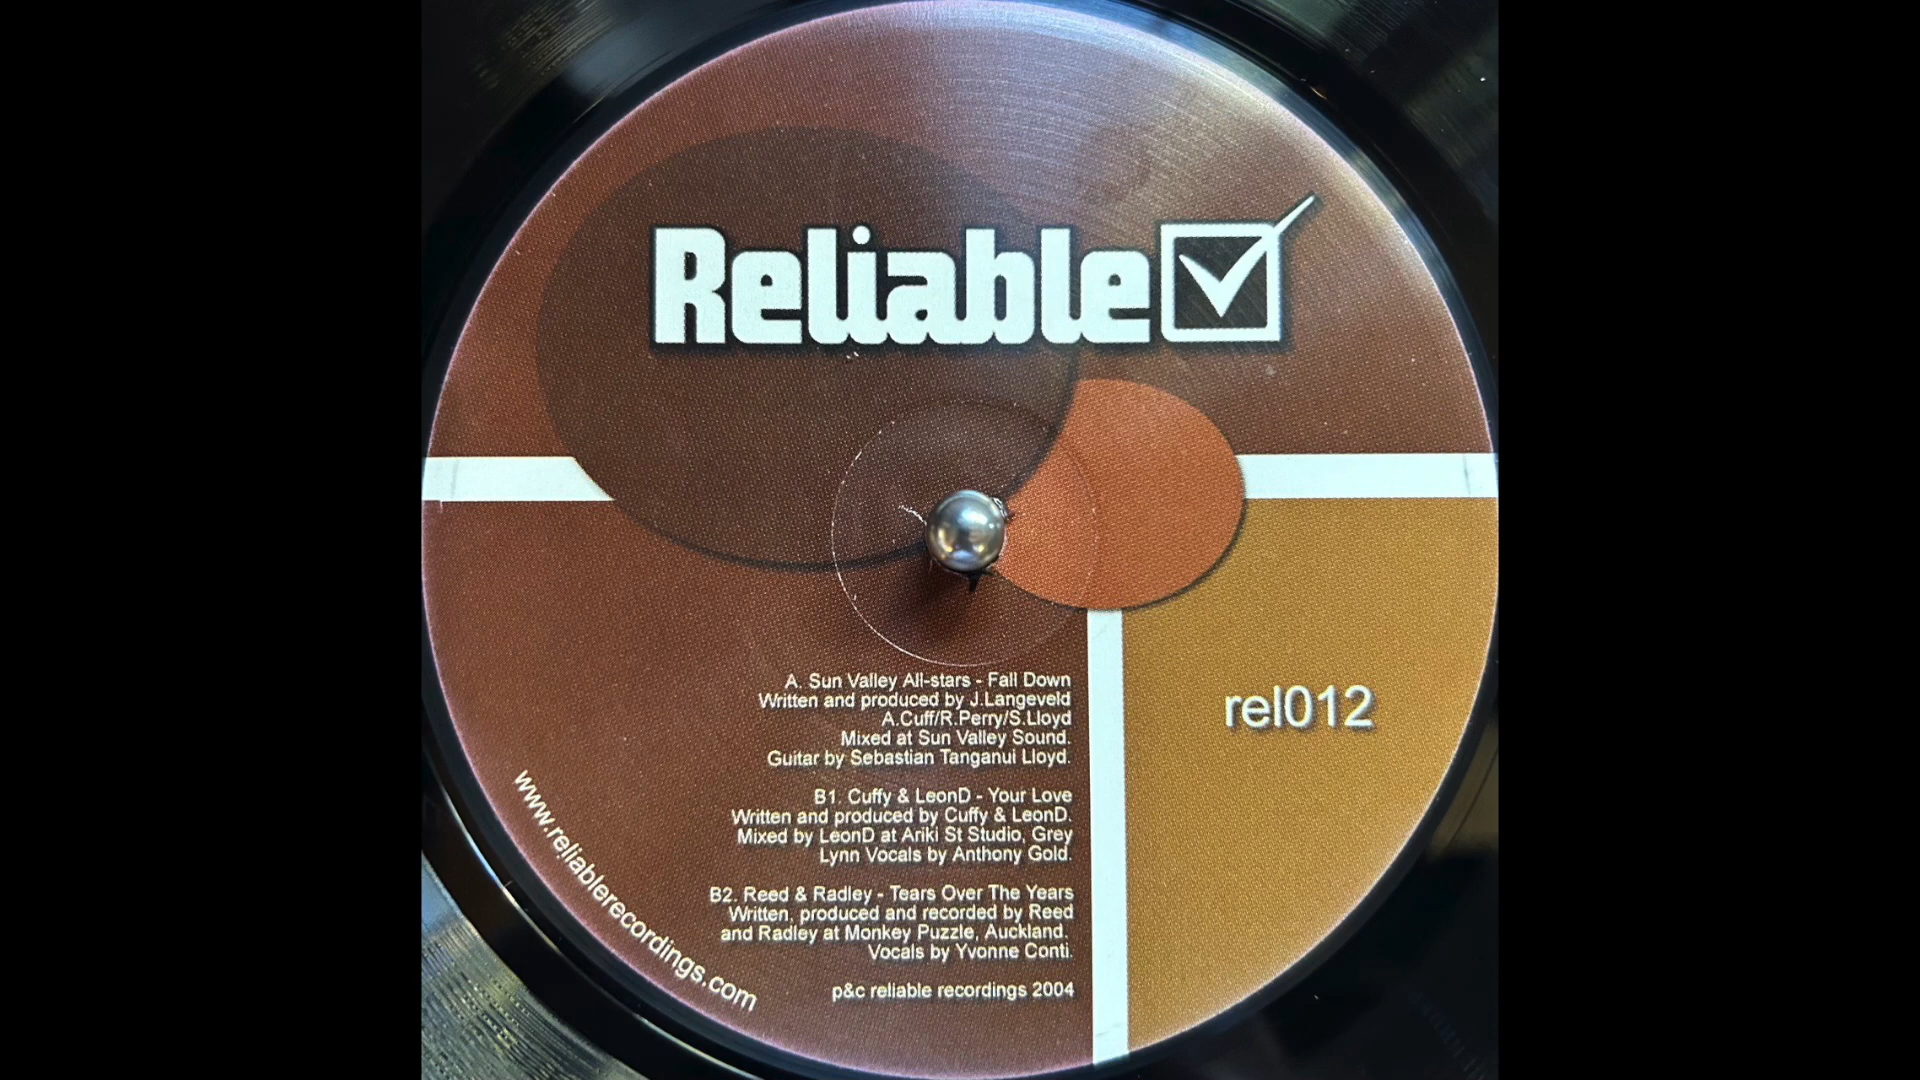 Reliable
A. Sun Valley All-stars - Fall Down
Written and produced by J.Langeveld
A.Cuff/R.Perry/S.Lloyd
Mixed at Sun Valley Sound.
Guitar by Sebastian Tanganui Lloyd.
B1. Cuffy & LeonD - Your Love
Written and produced by Cuffy & LeonD.
Mixed by LeonD at Ariki St Studio, Grey
Lynn Vocals by Anthony Gold.
B2. Reed & Radley - Tears Over The Years
Written, produced and recorded by Reed
and Radley at Monkey Puzzle, Auckland.
Vocals by Yvonne Conti.
p&c reliable recordings 2004
www.reliablerecordings.com
rel012